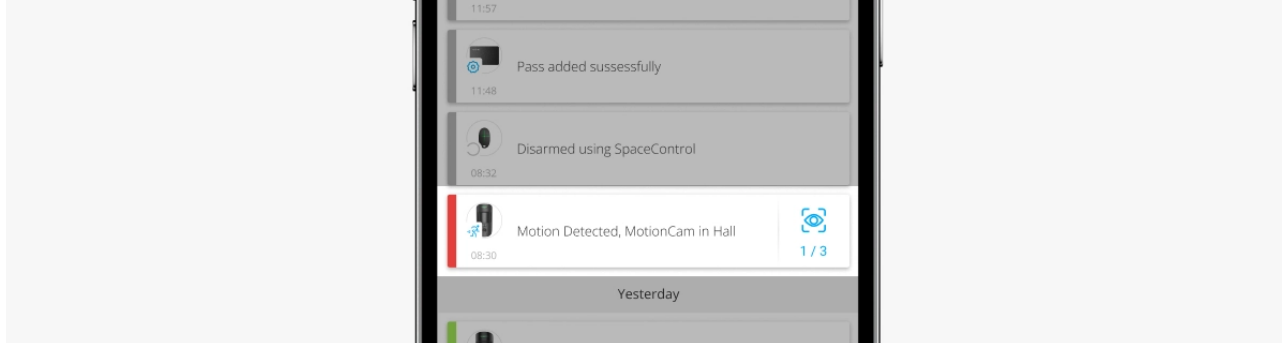 11:57
Pass added sussessfully
11:48
Disarmed using SpaceControl
08:32
Motion Detected, MotionCam in Hall
08:30
1 / 3
Yesterday